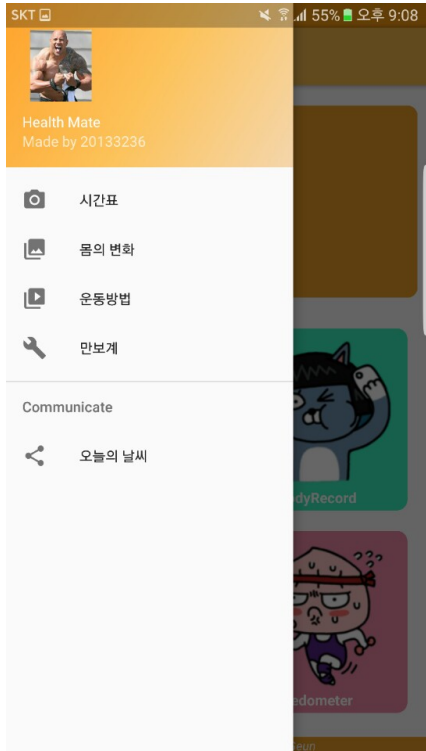 SKT 55% 오후 9:08
Health Mate
Made by 20133236
시간표
몸의 변화
운동방법
만보계
Communicate
오늘의 날씨
dyRecord
edometer